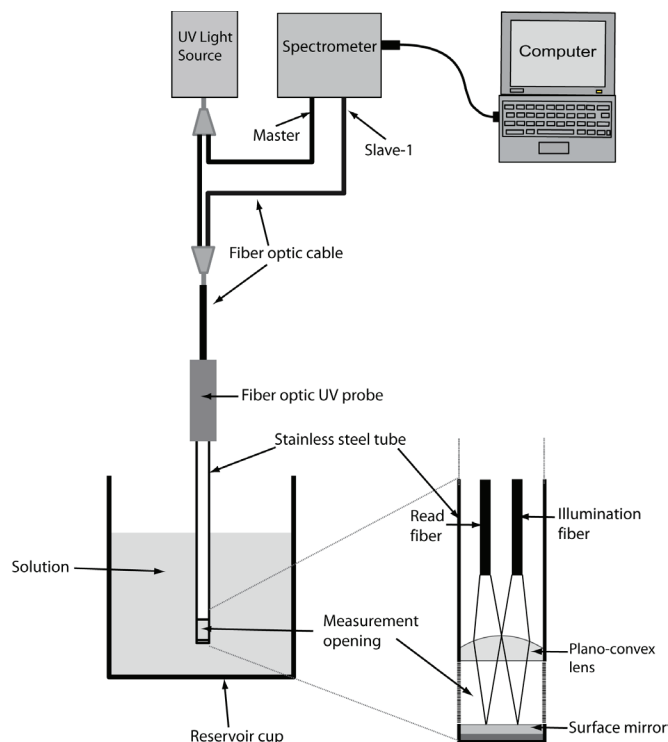 UV Light
Source
Spectrometer
Computer
Master
Slave-1
Fiber optic cable
Fiber optic UV probe
Stainless steel tube
Read
fiber
Illumination
fiber
Solution
Measurement
opening
Plano-convex
lens
Surface mirror
Reservoir cup